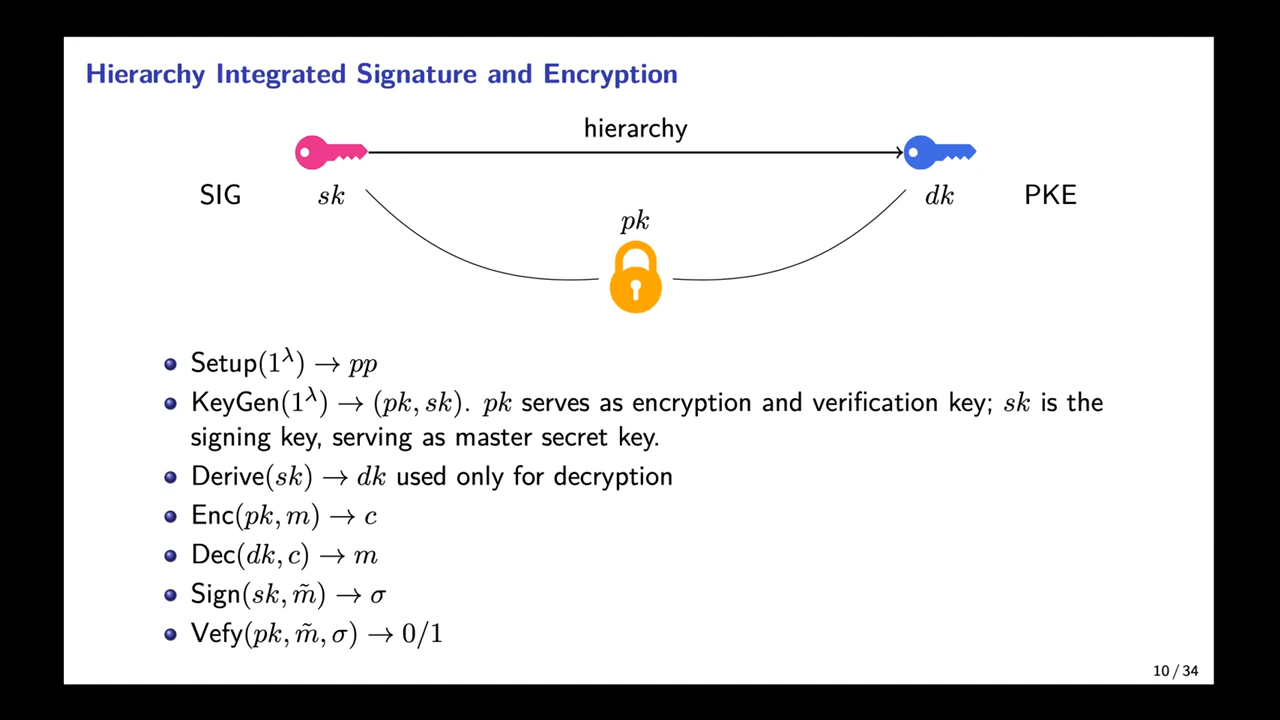 Hierarchy Integrated Signature and Encryption
hierarchy
SIG sk dk PKE
pk
Setup(1^λ) → pp
KeyGen(1^λ) → (pk, sk). pk serves as encryption and verification key; sk is the
signing key, serving as master secret key.
Derive(sk) → dk used only for decryption
Enc(pk, m) → c
Dec(dk, c) → m
Sign(sk, m̃) → σ
Vefy(pk, m̃, σ) → 0/1
10 / 34